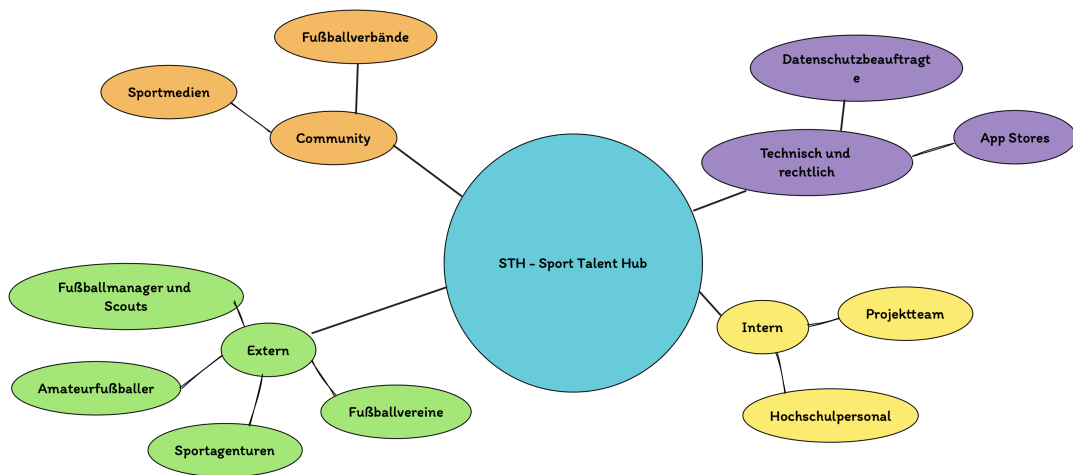 Fußballverbände
Sportmedien
Community
Datenschutzbeauftragt
e
Technisch und
rechtlich
App Stores
STH - Sport Talent Hub
Fußballmanager und
Scouts
Extern
Amateurfußballer
Fußballvereine
Sportagenturen
Intern
Projektteam
Hochschulpersonal